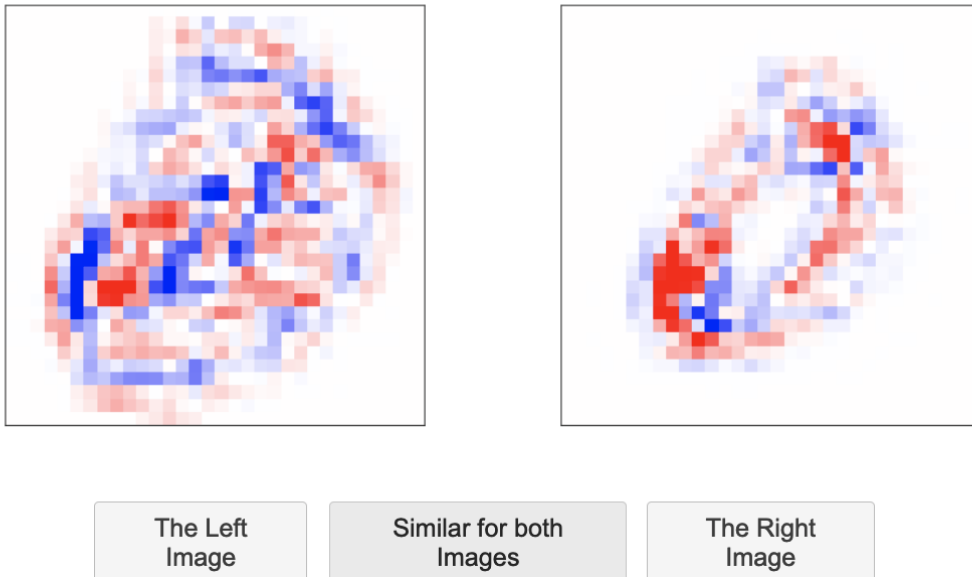 The Left
Image
Similar for both
Images
The Right
Image